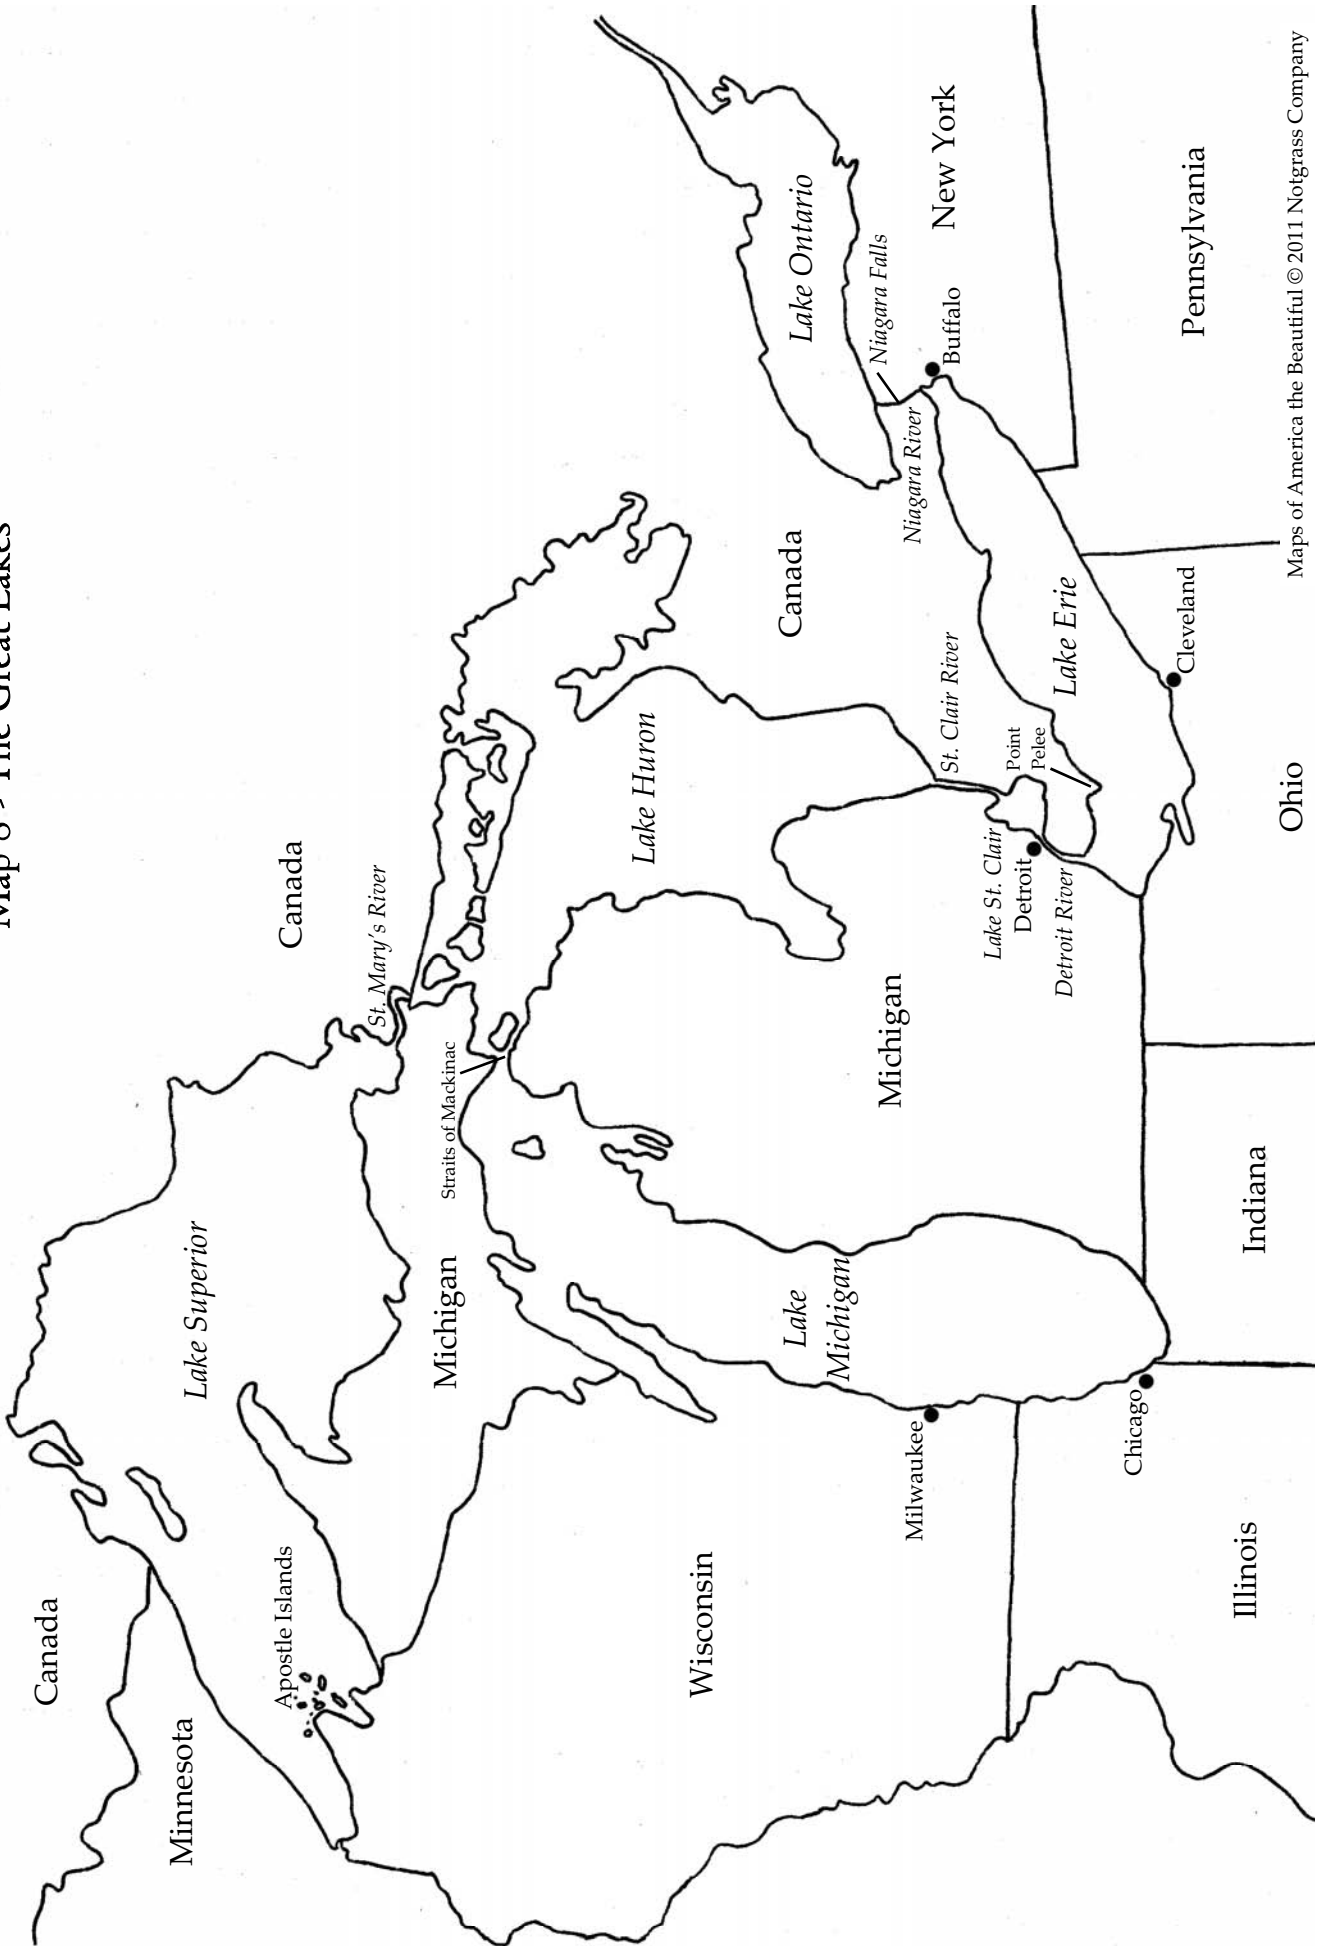 The Great Lakes
Canada
Minnesota
Lake Superior
Apostle Islands
Canada
St. Mary's River
Michigan
Straits of Mackinac
Wisconsin
Lake Huron
Lake
Michigan
Michigan
Canada
Lake Ontario
Niagara Falls
Niagara River
New York
Buffalo
St. Clair River
Lake St. Clair
Point
Pelee
Detroit
Detroit River
Lake Erie
Milwaukee
Chicago
Cleveland
Pennsylvania
Illinois
Indiana
Ohio
Maps of America the Beautiful © 2011 Notgrass Company